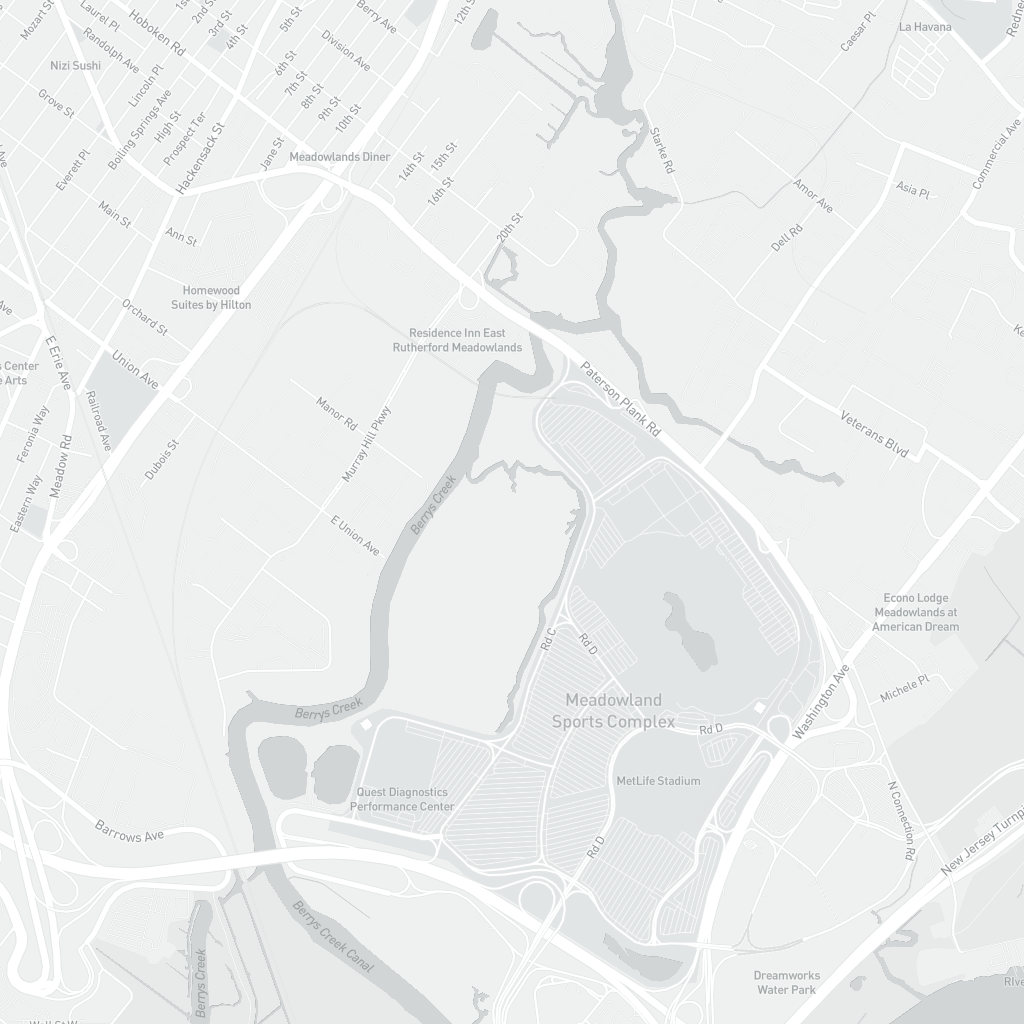 Mozart St
Laurel Pl
2nd St
3rd St
4th St
5th St
Berry Ave
12th St
Caesar Pl
La Havana
Hoboken Rd
Randolph Ave
Division Ave
Nizi Sushi
Lincoln Pl
6th St
7th St
8th St
9th St
10th St
Grove St
Boiling Springs Ave
High St
Prospect Ter
Hackensack St
Jane St
Meadowlands Diner
14th St
15th St
16th St
Starke Rd
Commercial Ave
Everett Pl
Main St
Ann St
20th St
Amor Ave
Asia Pl
Dell Rd
Homewood
Suites by Hilton
Orchard St
Union Ave
E Erie Ave
Residence Inn East
Rutherford Meadowlands
s Center
e Arts
Paterson Plank Rd
Railroad Ave
Feronia Way
Meadow Rd
Eastern Way
Dubois St
Manor Rd
Murray Hill Pkwy
Veterans Blvd
Berrys Creek
E Union Ave
Econo Lodge
Meadowlands at
American Dream
Rd C
Rd D
Michele Pl
Washington Ave
Meadowland
Sports Complex
Berrys Creek
Rd D
MetLife Stadium
Quest Diagnostics
Performance Center
Barrows Ave
Rd D
N Connection Rd
New Jersey Turnp
Berrys Creek Canal
Berrys Creek
Dreamworks
Water Park